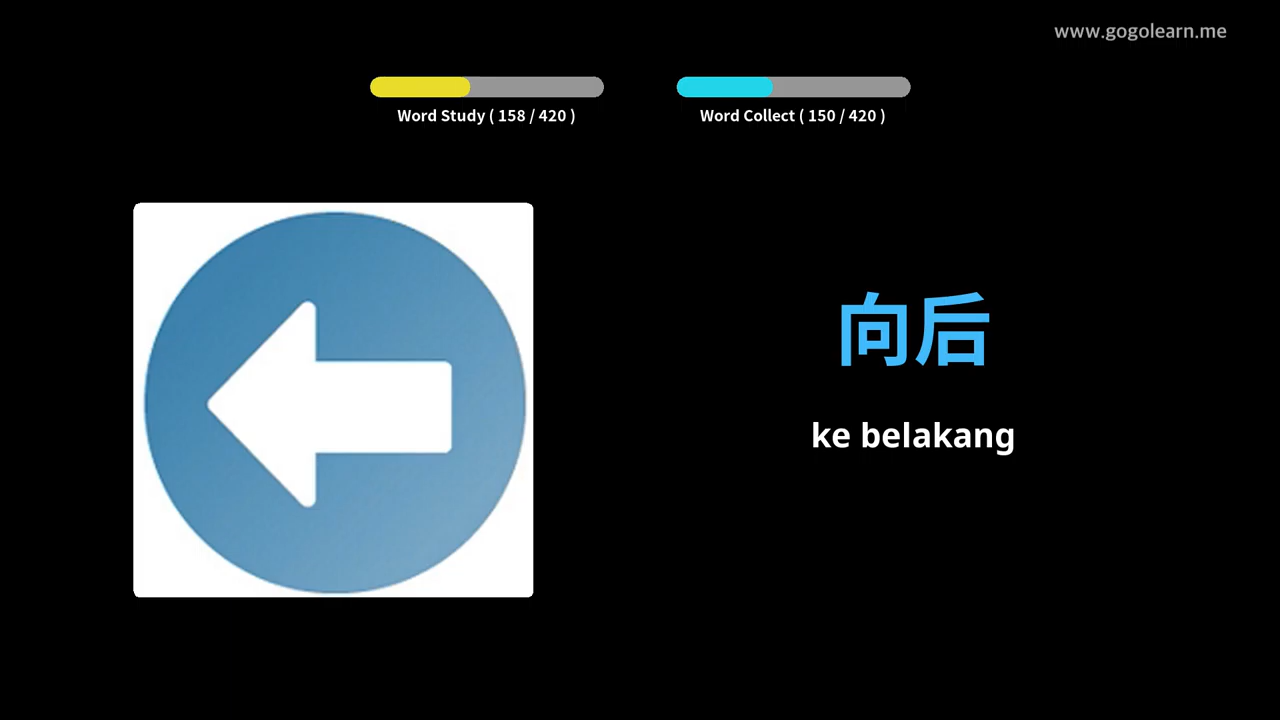 www.gogolearn.me
Word Study ( 158 / 420 )
Word Collect ( 150 / 420 )
向后
ke belakang